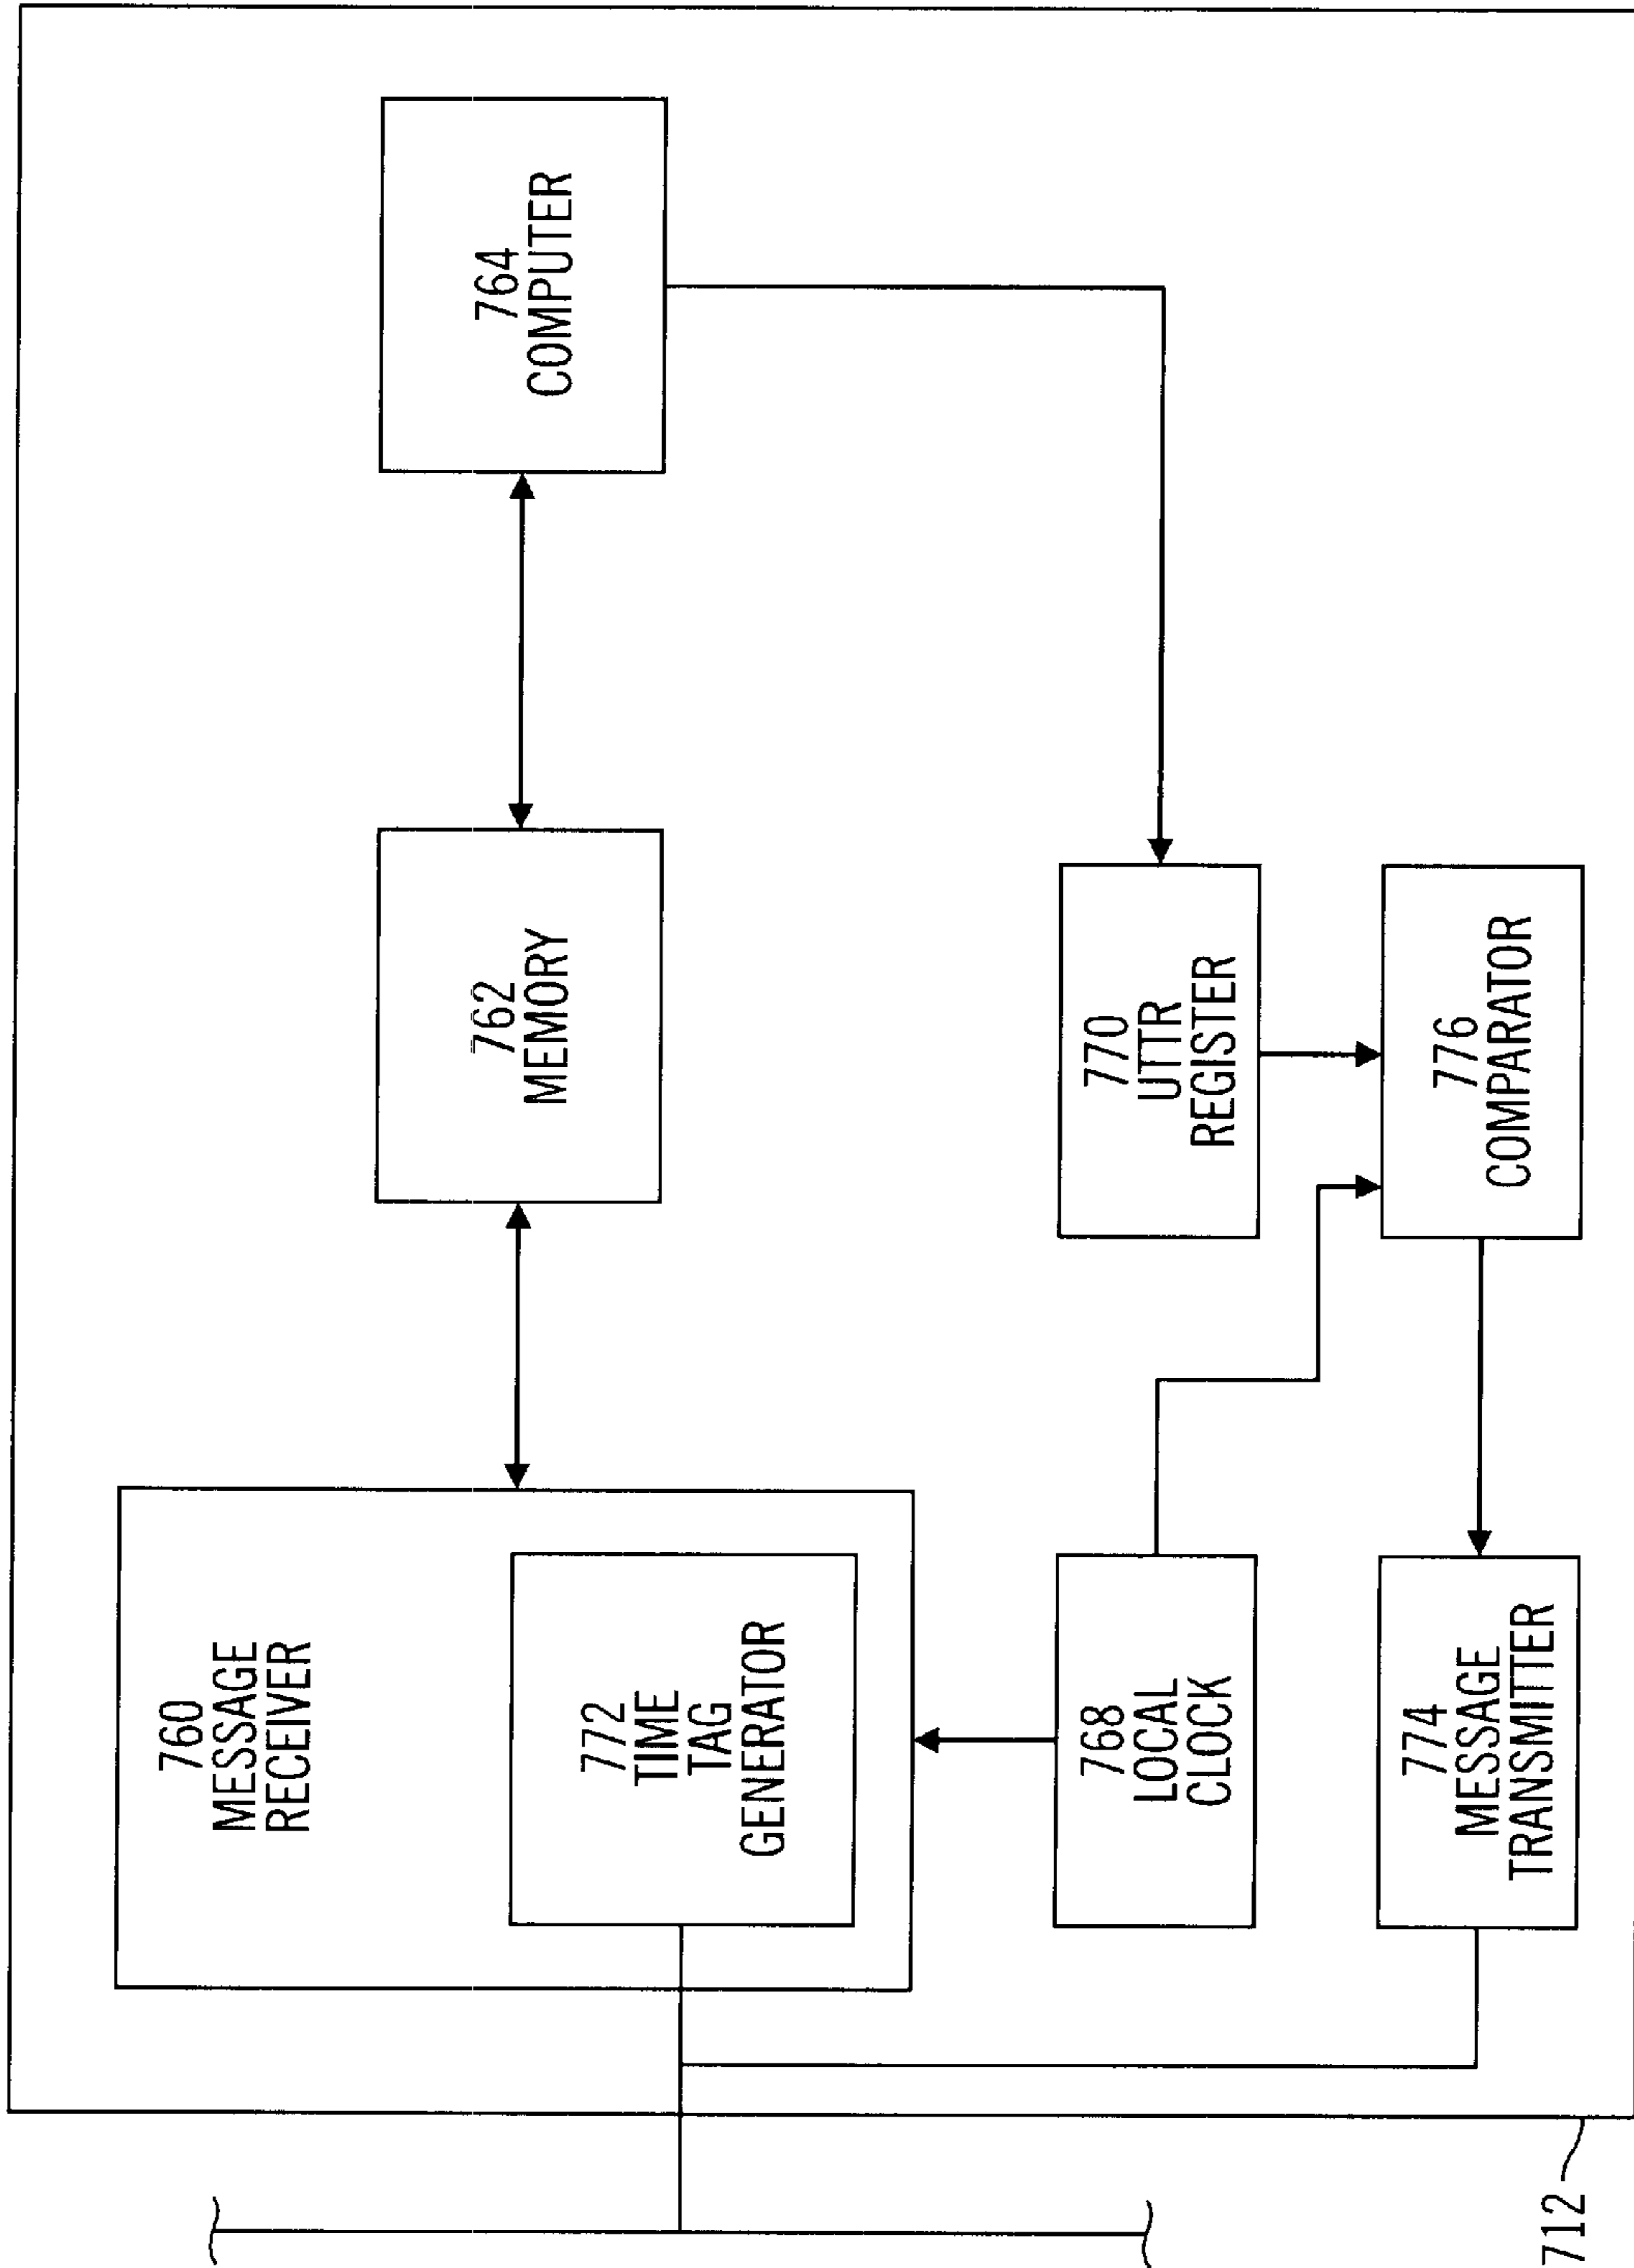 760
MESSAGE
RECEIVER
772
TIME
TAG
GENERATOR
762
MEMORY
764
COMPUTER
768
LOCAL
CLOCK
770
UTTR
REGISTER
774
MESSAGE
TRANSMITTER
776
COMPARATOR
712